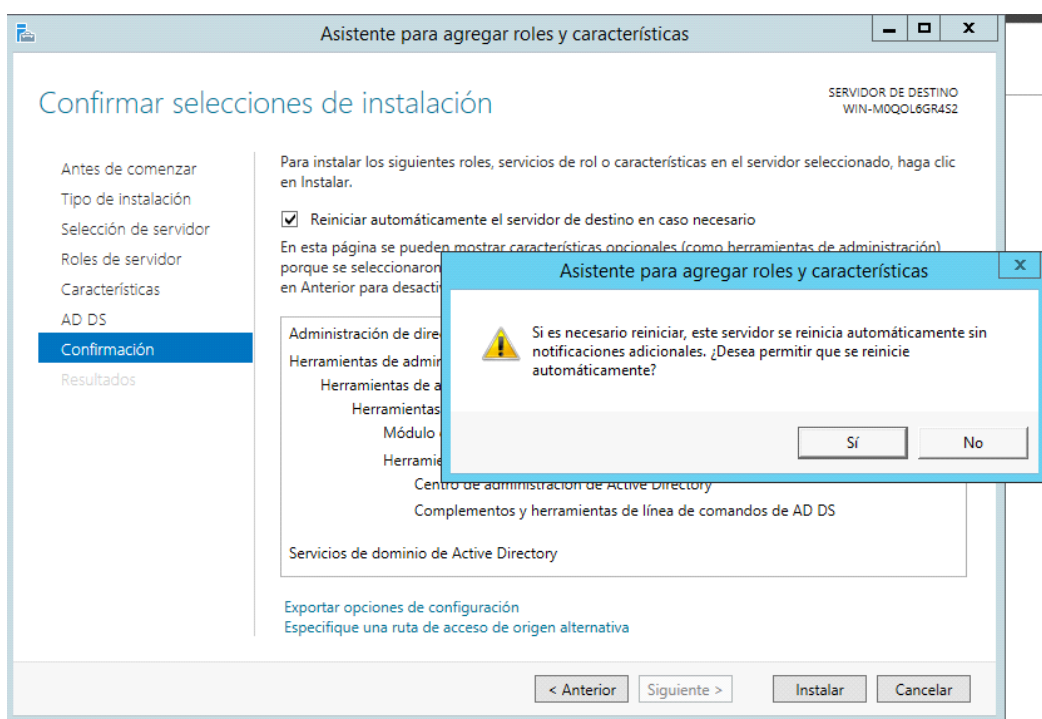 Asistente para agregar roles y características
Confirmar selecciones de instalación
SERVIDOR DE DESTINO
WIN-M0QOL6GR4S2
Antes de comenzar
Tipo de instalación
Selección de servidor
Roles de servidor
Características
AD DS
Confirmación
Resultados
Para instalar los siguientes roles, servicios de rol o características en el servidor seleccionado, haga clic
en Instalar.
Reiniciar automáticamente el servidor de destino en caso necesario
En esta página se pueden mostrar características opcionales (como herramientas de administración)
porque se seleccionaron
en Anterior para desacti
Administración de dire
Herramientas de admir
Herramientas de a
Herramientas
Módulo
Herramie
Centro de administración de Active Directory
Complementos y herramientas de línea de comandos de AD DS
Servicios de dominio de Active Directory
Exportar opciones de configuración
Especifique una ruta de acceso de origen alternativa
< Anterior
Siguiente >
Instalar
Cancelar
Asistente para agregar roles y características
Si es necesario reiniciar, este servidor se reinicia automáticamente sin
notificaciones adicionales. ¿Desea permitir que se reinicie
automáticamente?
Sí
No